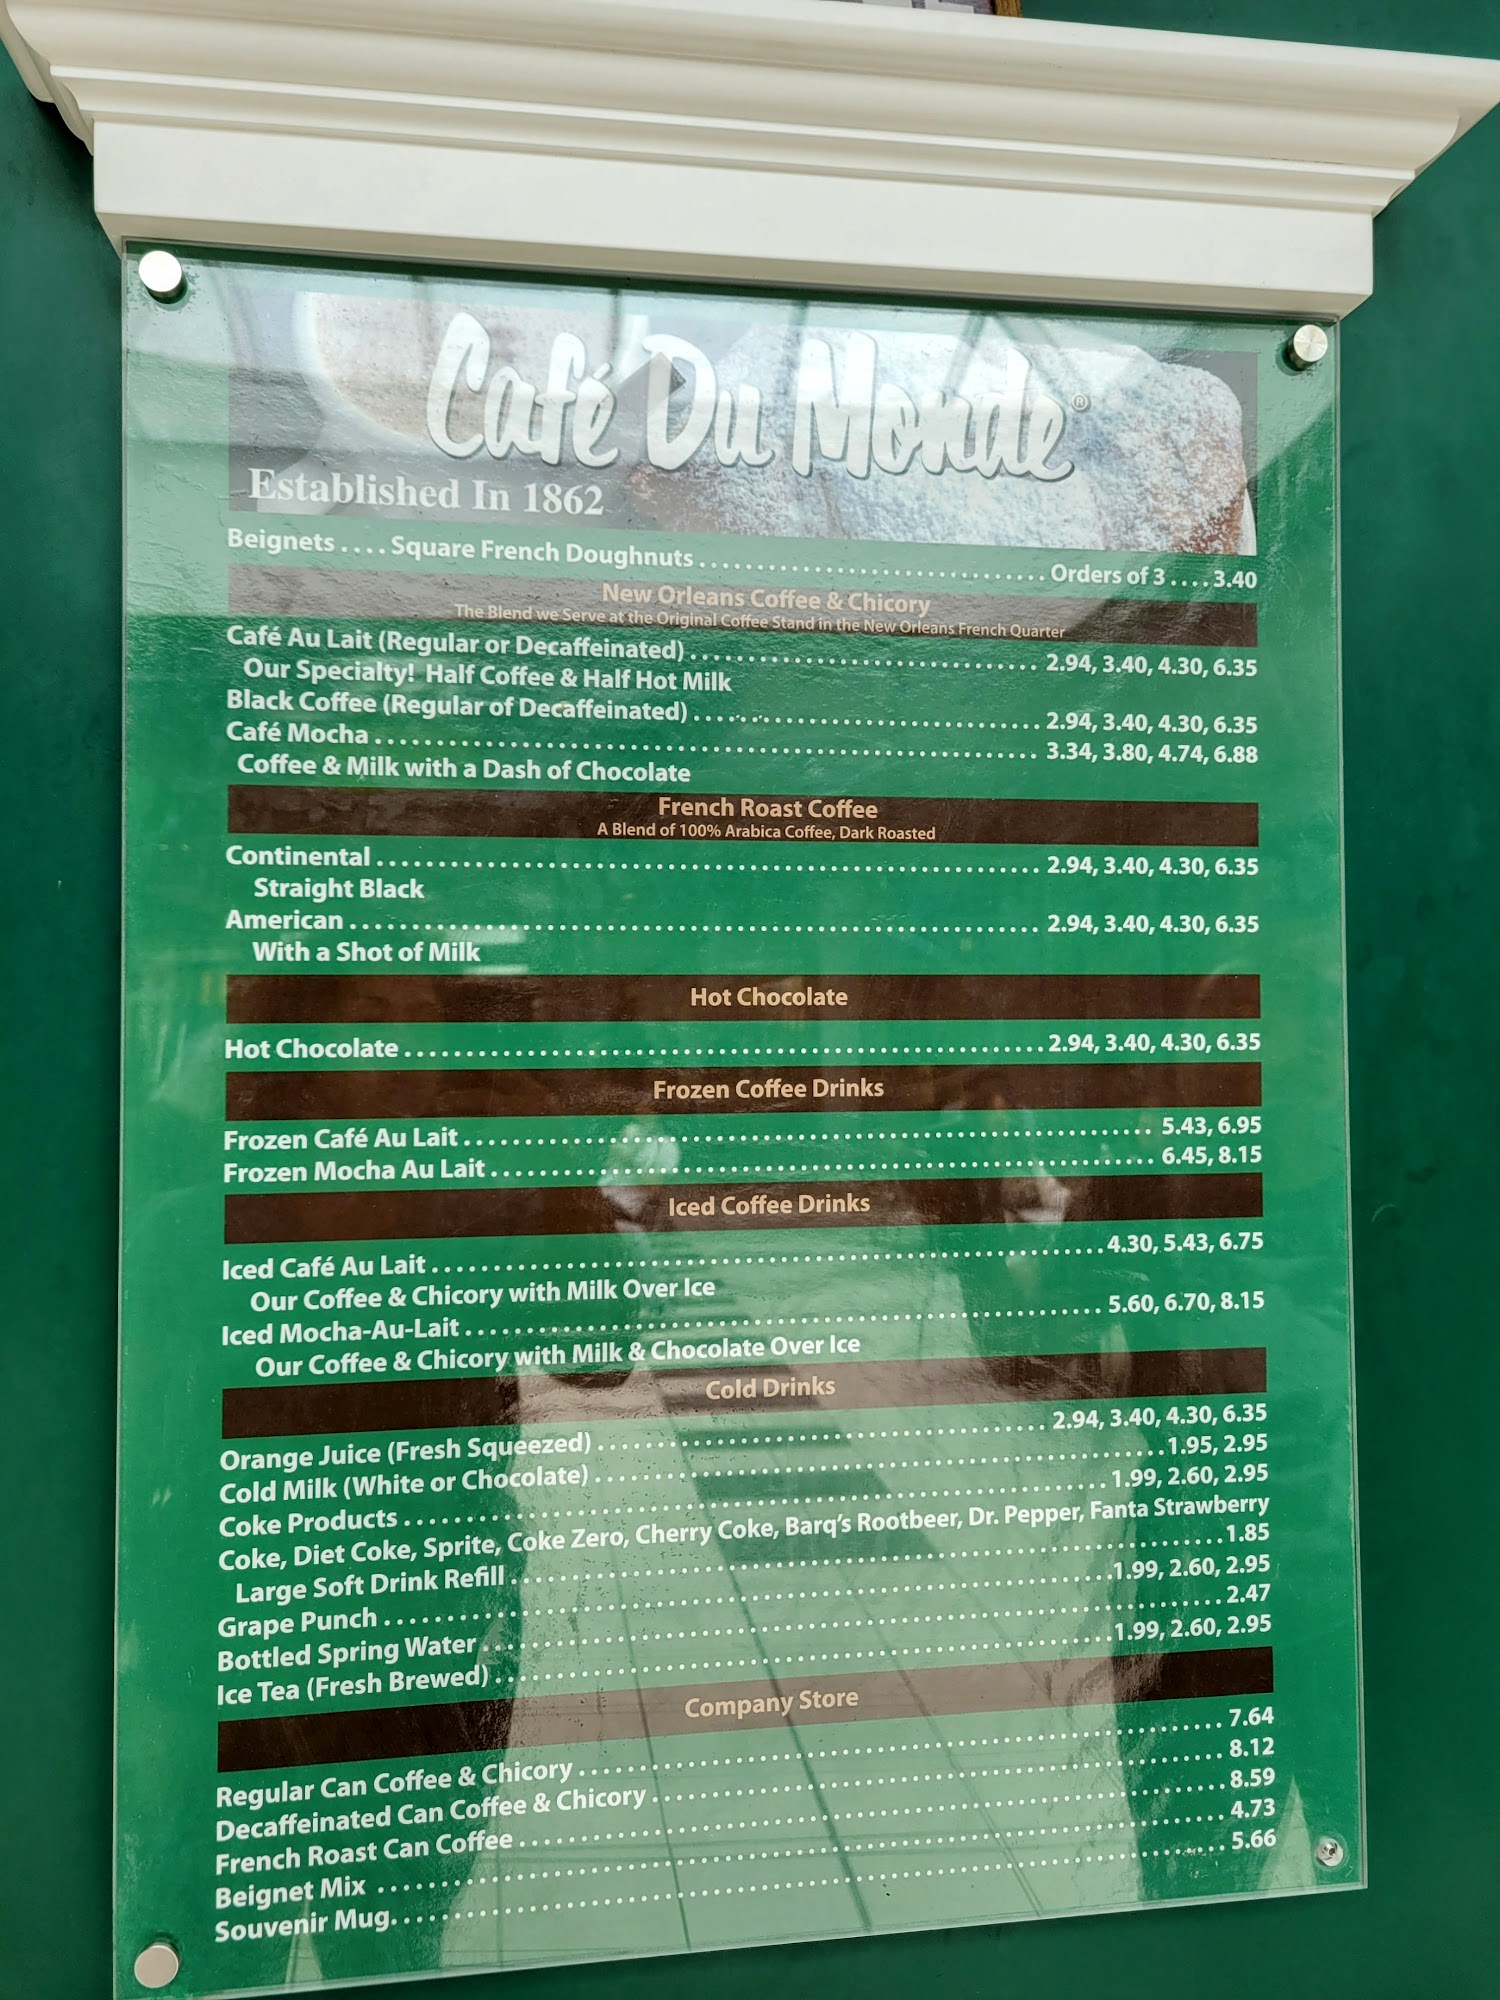 Café Du Monde®
Established In 1862
Beignets .... Square French Doughnuts .................................. Orders of 3 .... 3.40
New Orleans Coffee & Chicory
The Blend we Serve at the Original Coffee Stand in the New Orleans French Quarter
Café Au Lait (Regular or Decaffeinated) .................................. 2.94, 3.40, 4.30, 6.35
Our Specialty! Half Coffee & Half Hot Milk
Black Coffee (Regular of Decaffeinated) .................................. 2.94, 3.40, 4.30, 6.35
Café Mocha .................................. 3.34, 3.80, 4.74, 6.88
Coffee & Milk with a Dash of Chocolate
French Roast Coffee
A Blend of 100% Arabica Coffee, Dark Roasted
Continental .................................. 2.94, 3.40, 4.30, 6.35
Straight Black
American .................................. 2.94, 3.40, 4.30, 6.35
With a Shot of Milk
Hot Chocolate
Hot Chocolate .................................. 2.94, 3.40, 4.30, 6.35
Frozen Coffee Drinks
Frozen Café Au Lait .................................. 5.43, 6.95
Frozen Mocha Au Lait .................................. 6.45, 8.15
Iced Coffee Drinks
Iced Café Au Lait .................................. 4.30, 5.43, 6.75
Our Coffee & Chicory with Milk Over Ice
Iced Mocha-Au-Lait .................................. 5.60, 6.70, 8.15
Our Coffee & Chicory with Milk & Chocolate Over Ice
Cold Drinks
Orange Juice (Fresh Squeezed) .................................. 2.94, 3.40, 4.30, 6.35
Cold Milk (White or Chocolate) .................................. 1.95, 2.95
Coke Products .................................. 1.99, 2.60, 2.95
Coke, Diet Coke, Sprite, Coke Zero, Cherry Coke, Barq's Rootbeer, Dr. Pepper, Fanta Strawberry
Large Soft Drink Refill .................................. 1.85
Grape Punch .................................. 1.99, 2.60, 2.95
Bottled Spring Water .................................. 2.47
Ice Tea (Fresh Brewed) .................................. 1.99, 2.60, 2.95
Company Store
Regular Can Coffee & Chicory .................................. 7.64
Decaffeinated Can Coffee & Chicory .................................. 8.12
French Roast Can Coffee .................................. 8.59
Beignet Mix .................................. 4.73
Souvenir Mug .................................. 5.66